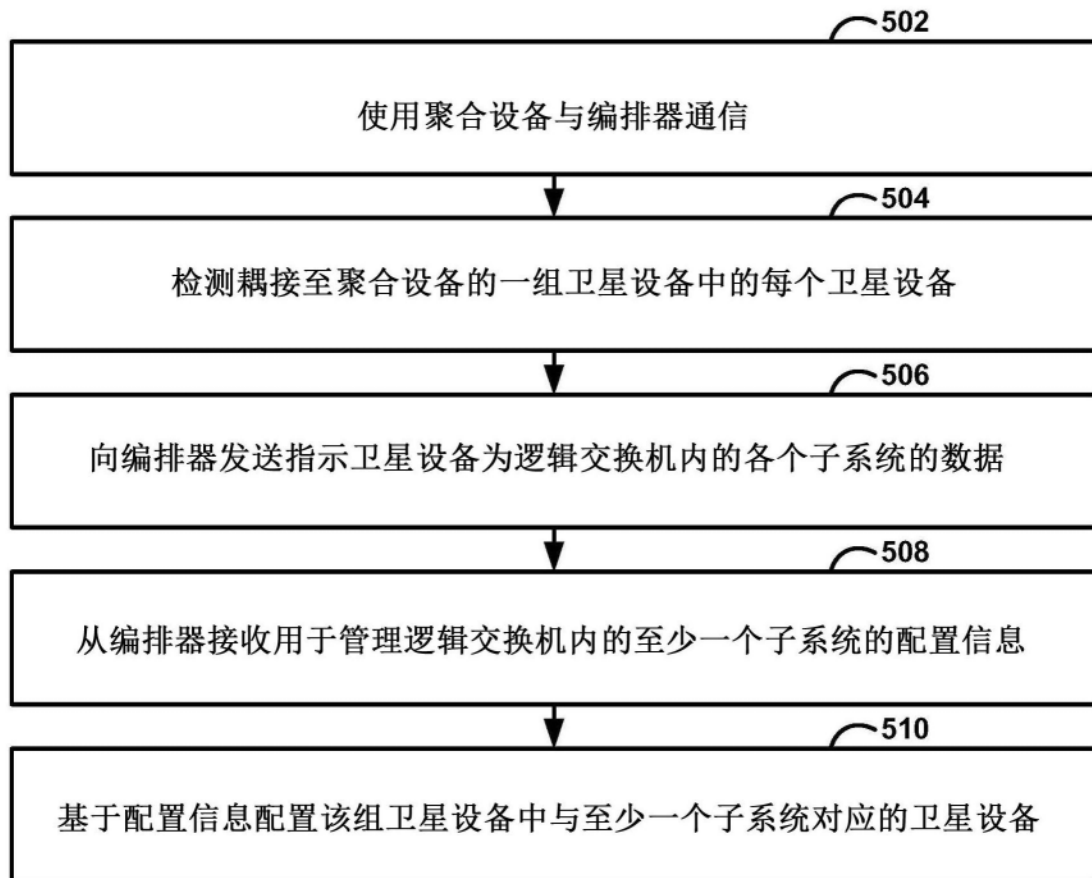 502
使用聚合设备与编排器通信
504
检测耦接至聚合设备的一组卫星设备中的每个卫星设备
506
向编排器发送指示卫星设备为逻辑交换机内的各个子系统的数据
508
从编排器接收用于管理逻辑交换机内的至少一个子系统的配置信息
510
基于配置信息配置该组卫星设备中与至少一个子系统对应的卫星设备